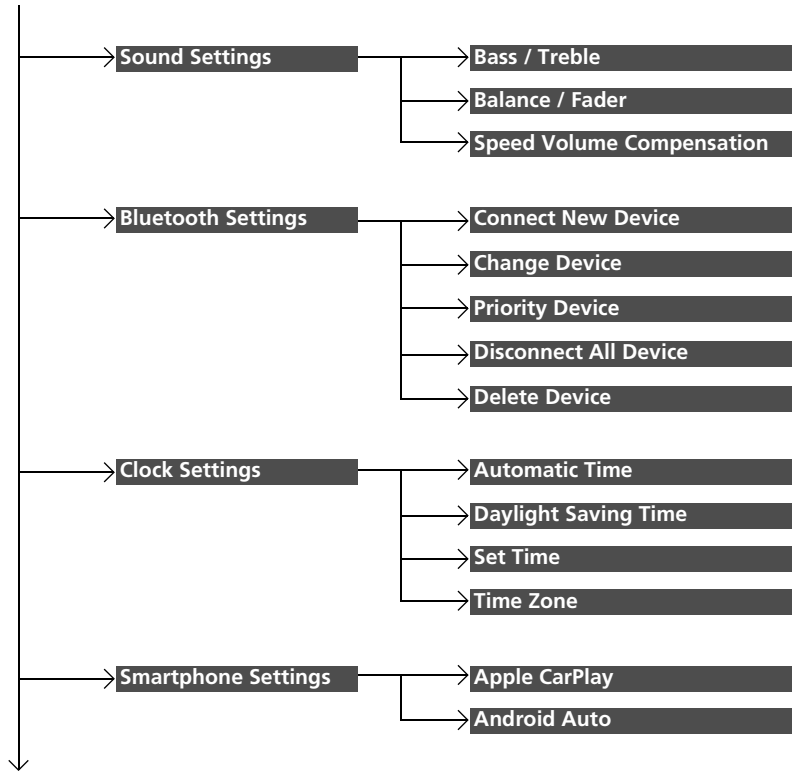 Sound Settings
Bass / Treble
Balance / Fader
Speed Volume Compensation
Bluetooth Settings
Connect New Device
Change Device
Priority Device
Disconnect All Device
Delete Device
Clock Settings
Automatic Time
Daylight Saving Time
Set Time
Time Zone
Smartphone Settings
Apple CarPlay
Android Auto